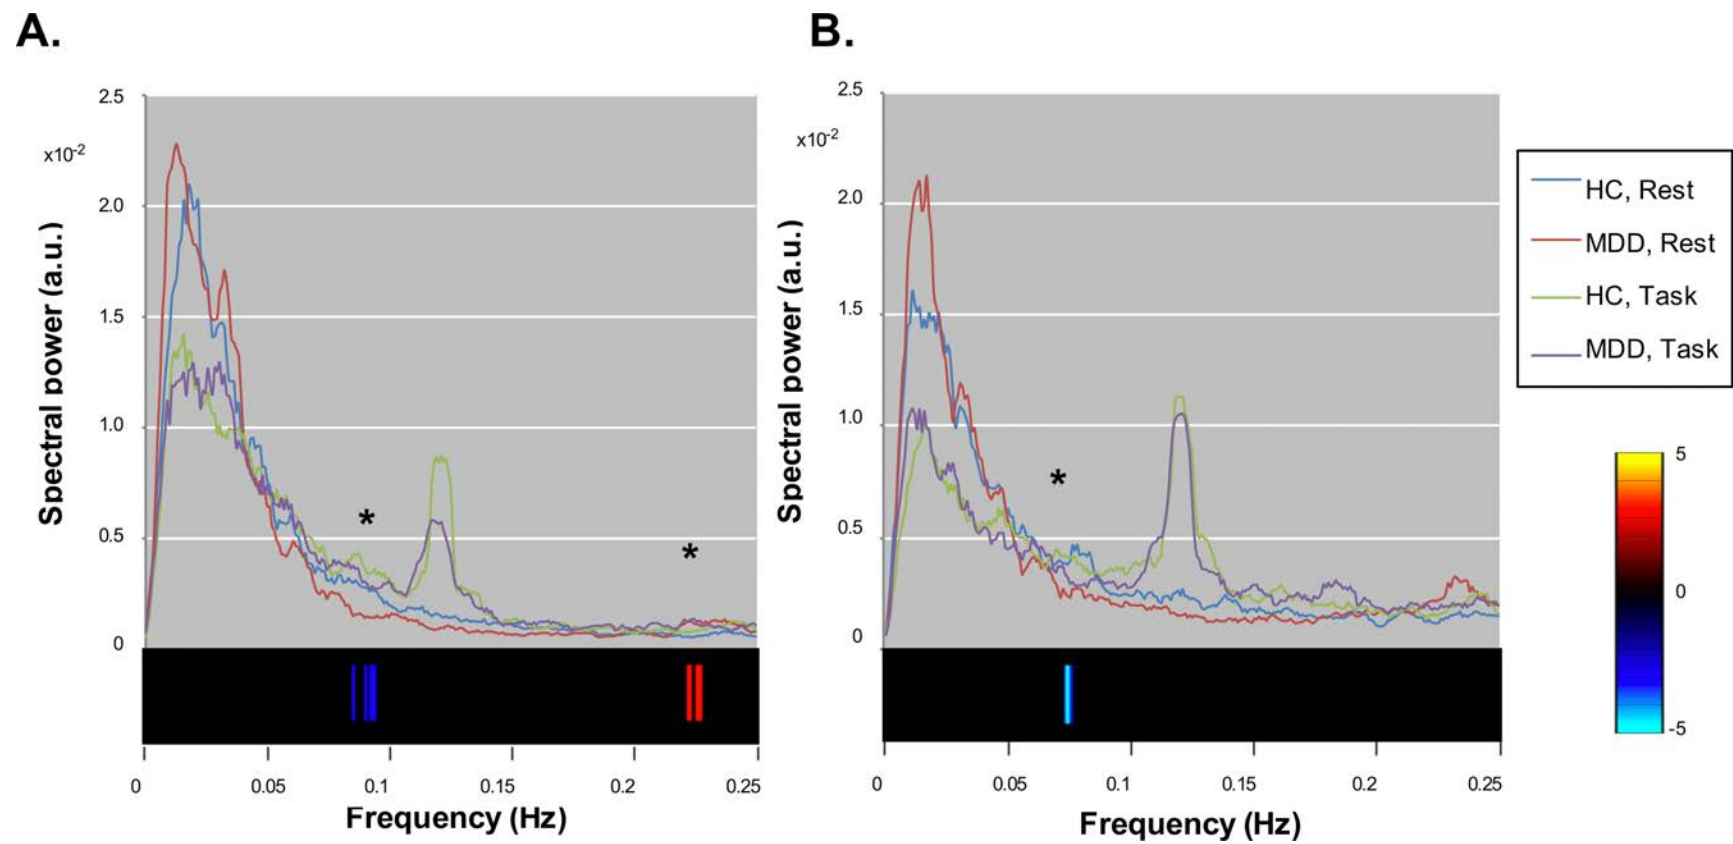 A.
B.
2.5
x10-2
2.0
1.5
1.0
0.5
0
Spectral power (a.u.)
*
*
0
0.05
0.1
0.15
0.2
0.25
Frequency (Hz)
2.5
x10-2
2.0
1.5
1.0
0.5
0
Spectral power (a.u.)
*
0
0.05
0.1
0.15
0.2
0.25
Frequency (Hz)
HC, Rest
MDD, Rest
HC, Task
MDD, Task
5
0
-5